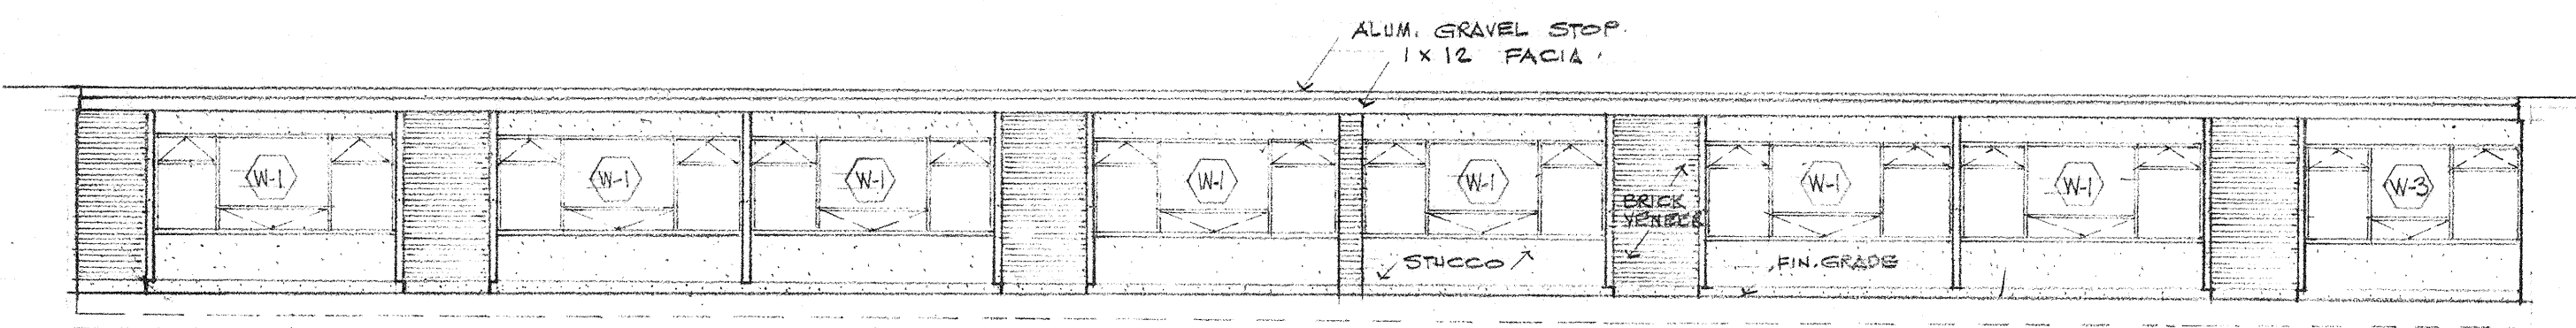 ALUM. GRAVEL STOP.
1 x 12 FACIA.
W-1
W-1
W-1
W-1
W-1
W-1
W-1
W-3
BRICK
VENEER
STUCCO
FIN. GRADE